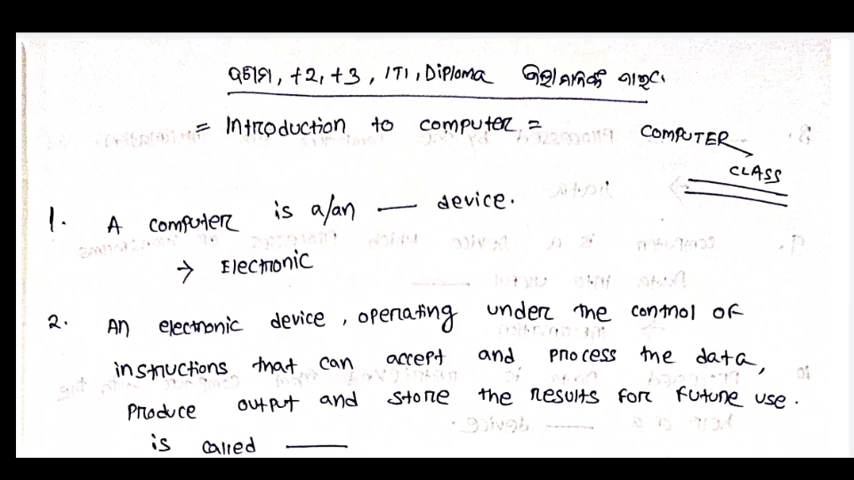 ଦଶମ, +2, +3, ITI, Diploma ପିଲାମାନଙ୍କ ପାଇଁ
= Introduction to computer =
COMPUTER
CLASS
1. A computer is a/an —— device.
→ Electronic
2. An electronic device, operating under the control of
instructions that can accept and process the data,
produce output and store the results for future use.
is called ——